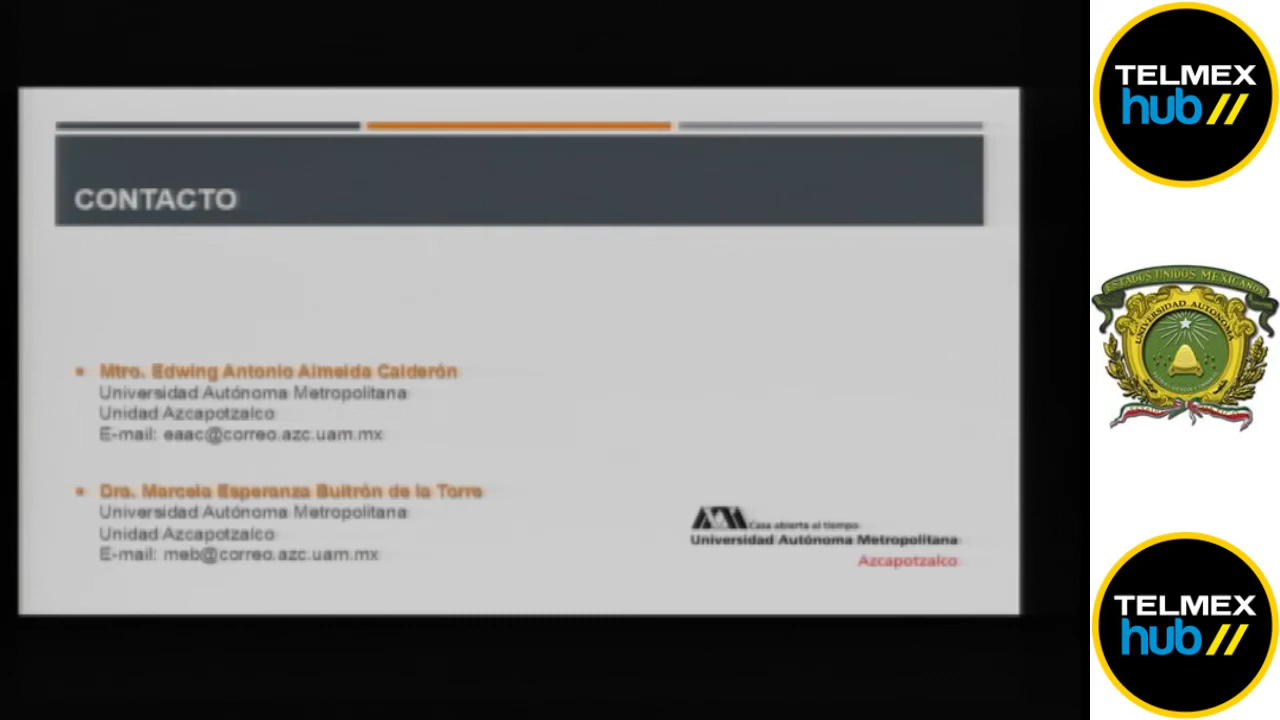 CONTACTO
Mtro. Edwing Antonio Almeida Calderón
Universidad Autónoma Metropolitana
Unidad Azcapotzalco
E-mail: eaac@correo.azc.uam.mx
Dra. Marcela Esperanza Buitrón de la Torre
Universidad Autónoma Metropolitana
Unidad Azcapotzalco
E-mail: meb@correo.azc.uam.mx
Casa abierta al tiempo
Universidad Autónoma Metropolitana
Azcapotzalco
TELMEX
hub//
ESTADOS UNIDOS MEXICANOS
UNIVERSIDAD AUTONOMA
TELMEX
hub//